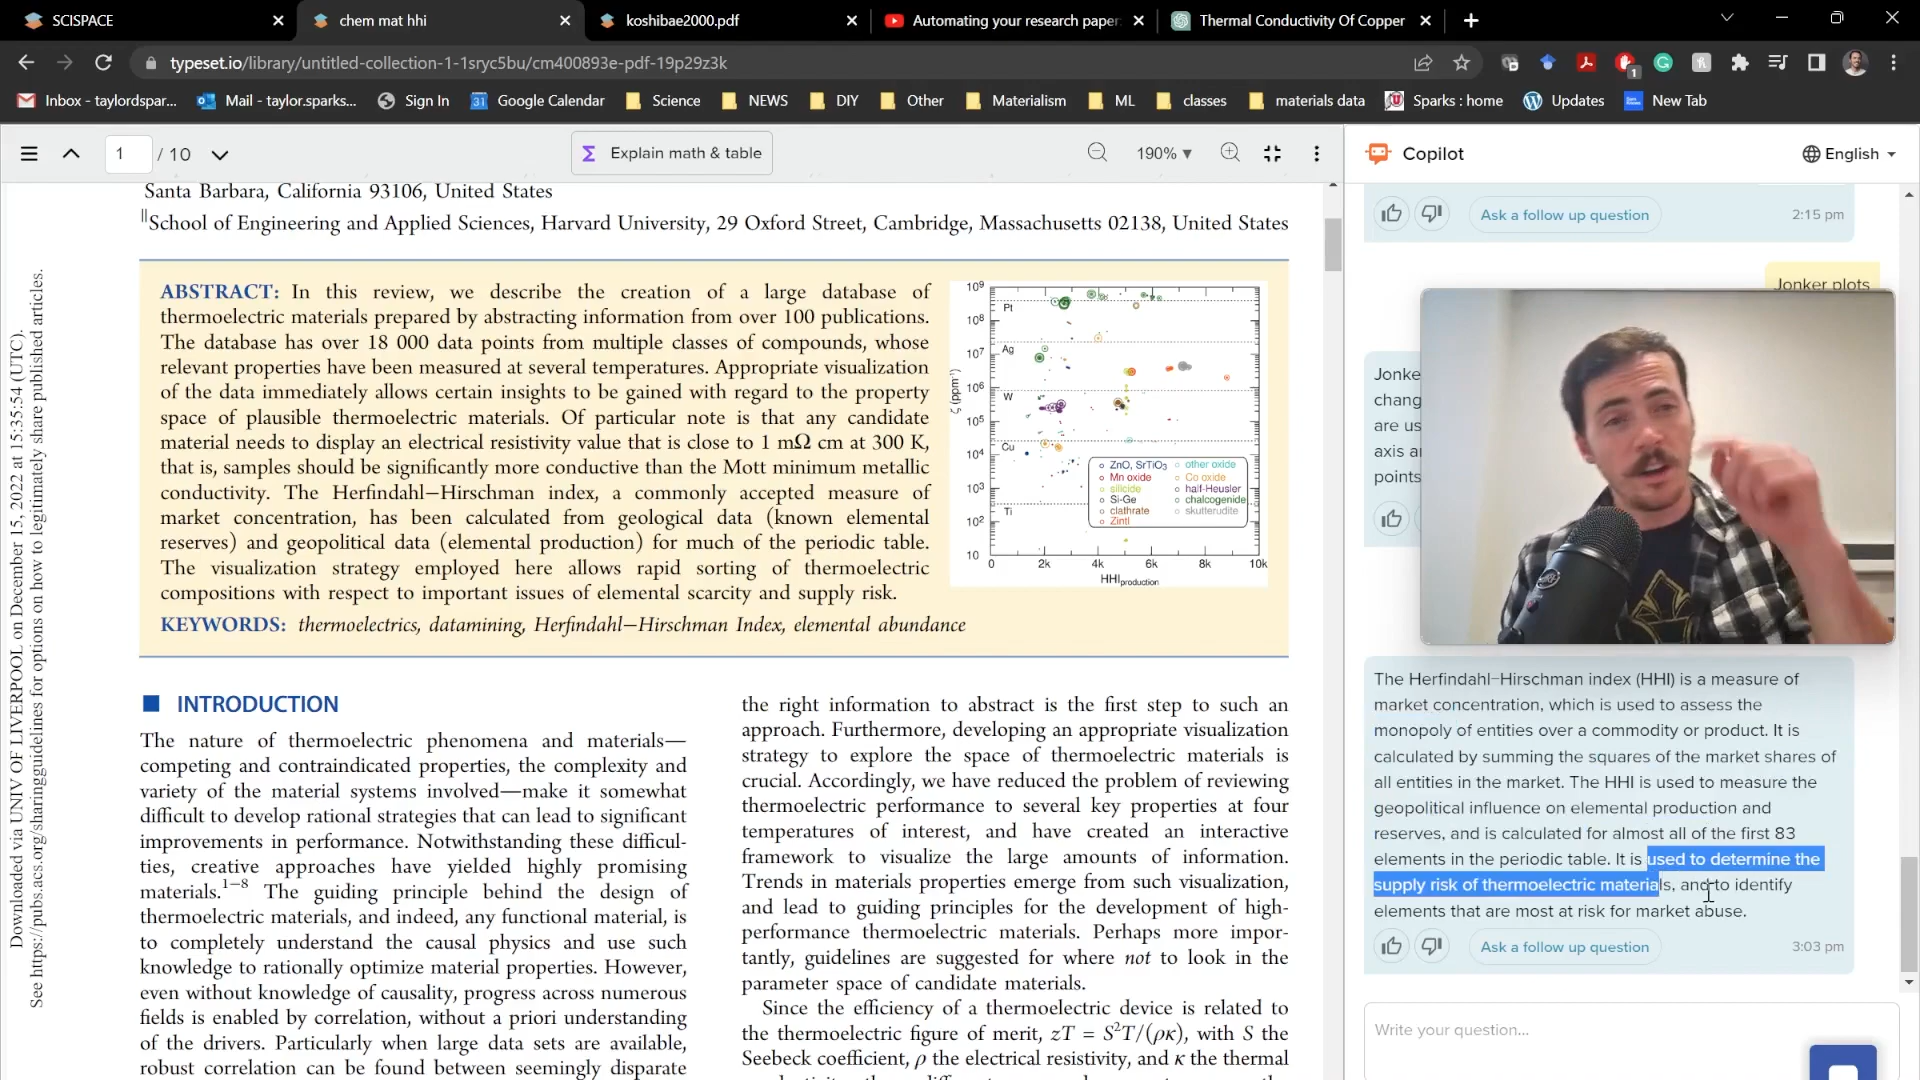 SCISPACE
chem mat hhi
koshibae2000.pdf
Automating your research paper
Thermal Conductivity Of Copper
typeset.io/library/untitled-collection-1-1sryc5bu/cm400893e-pdf-19p29z3k
1
Inbox - taylordspar...
Mail - taylor.sparks...
Sign In
31
Google Calendar
Science
NEWS
DIY
Other
Materialism
ML
classes
materials data
Sparks : home
Updates
New Tab
1 / 10
Σ Explain math & table
190%
Copilot
English
Downloaded via UNIV OF LIVERPOOL on December 15, 2022 at 15:35:54 (UTC).
See https://pubs.acs.org/sharingguidelines for options on how to legitimately share published articles.
Santa Barbara, California 93106, United States
||School of Engineering and Applied Sciences, Harvard University, 29 Oxford Street, Cambridge, Massachusetts 02138, United States
ABSTRACT: In this review, we describe the creation of a large database of
thermoelectric materials prepared by abstracting information from over 100 publications.
The database has over 18 000 data points from multiple classes of compounds, whose
relevant properties have been measured at several temperatures. Appropriate visualization
of the data immediately allows certain insights to be gained with regard to the property
space of plausible thermoelectric materials. Of particular note is that any candidate
material needs to display an electrical resistivity value that is close to 1 mΩ cm at 300 K,
that is, samples should be significantly more conductive than the Mott minimum metallic
conductivity. The Herfindahl−Hirschman index, a commonly accepted measure of
market concentration, has been calculated from geological data (known elemental
reserves) and geopolitical data (elemental production) for much of the periodic table.
The visualization strategy employed here allows rapid sorting of thermoelectric
compositions with respect to important issues of elemental scarcity and supply risk.
KEYWORDS: thermoelectrics, datamining, Herfindahl−Hirschman Index, elemental abundance
10⁹
Pt
10⁸
Ag
10⁷
10⁶
W
10⁵
Cu
10⁴
10³
Ti
10²
10
ζ (ppm⁻¹)
ZnO, SrTiO₃
other oxide
Mn oxide
Co oxide
silicide
half-Heusler
Si-Ge
chalcogenide
clathrate
skutterudite
Zintl
0 2k 4k 6k 8k 10k
HHIproduction
INTRODUCTION
The nature of thermoelectric phenomena and materials—
competing and contraindicated properties, the complexity and
variety of the material systems involved—make it somewhat
difficult to develop rational strategies that can lead to significant
improvements in performance. Notwithstanding these difficul-
ties, creative approaches have yielded highly promising
materials.1−8 The guiding principle behind the design of
thermoelectric materials, and indeed, any functional material, is
to completely understand the causal physics and use such
knowledge to rationally optimize material properties. However,
even without knowledge of causality, progress across numerous
fields is enabled by correlation, without a priori understanding
of the drivers. Particularly when large data sets are available,
robust correlation can be found between seemingly disparate
the right information to abstract is the first step to such an
approach. Furthermore, developing an appropriate visualization
strategy to explore the space of thermoelectric materials is
crucial. Accordingly, we have reduced the problem of reviewing
thermoelectric performance to several key properties at four
temperatures of interest, and have created an interactive
framework to visualize the large amounts of information.
Trends in materials properties emerge from such visualization,
and lead to guiding principles for the development of high-
performance thermoelectric materials. Perhaps more impor-
tantly, guidelines are suggested for where not to look in the
parameter space of candidate materials.
Since the efficiency of a thermoelectric device is related to
the thermoelectric figure of merit, zT = S²T/(ρκ), with S the
Seebeck coefficient, ρ the electrical resistivity, and κ the thermal
Ask a follow up question
2:15 pm
Jonker plots
Jonke
chang
are us
axis a
points
The Herfindahl-Hirschman index (HHI) is a measure of
market concentration, which is used to assess the
monopoly of entities over a commodity or product. It is
calculated by summing the squares of the market shares of
all entities in the market. The HHI is used to measure the
geopolitical influence on elemental production and
reserves, and is calculated for almost all of the first 83
elements in the periodic table. It is used to determine the
supply risk of thermoelectric materials, and to identify
elements that are most at risk for market abuse.
Ask a follow up question
3:03 pm
Write your question...